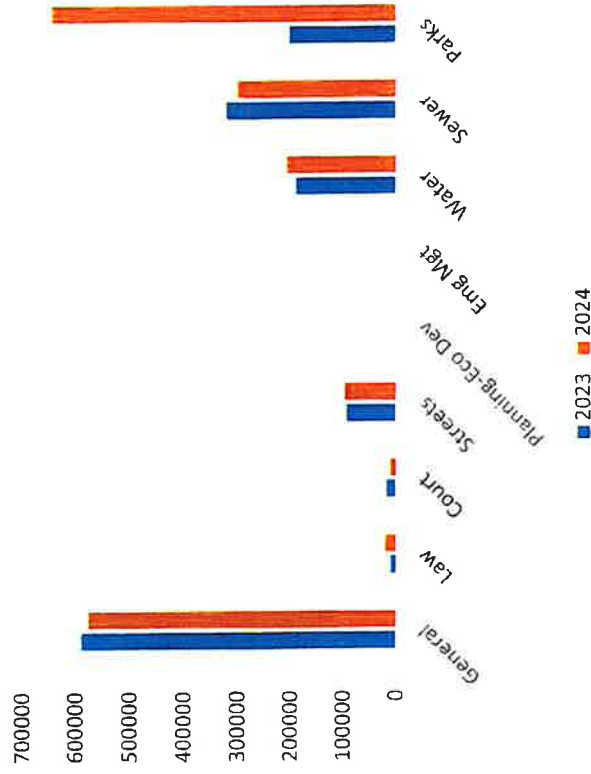 700000
600000
500000
400000
300000
200000
100000
0
General
Law
Court
Streets
Planning-Eco Dev
Emg Mgt
Water
Sewer
Parks
2023 2024